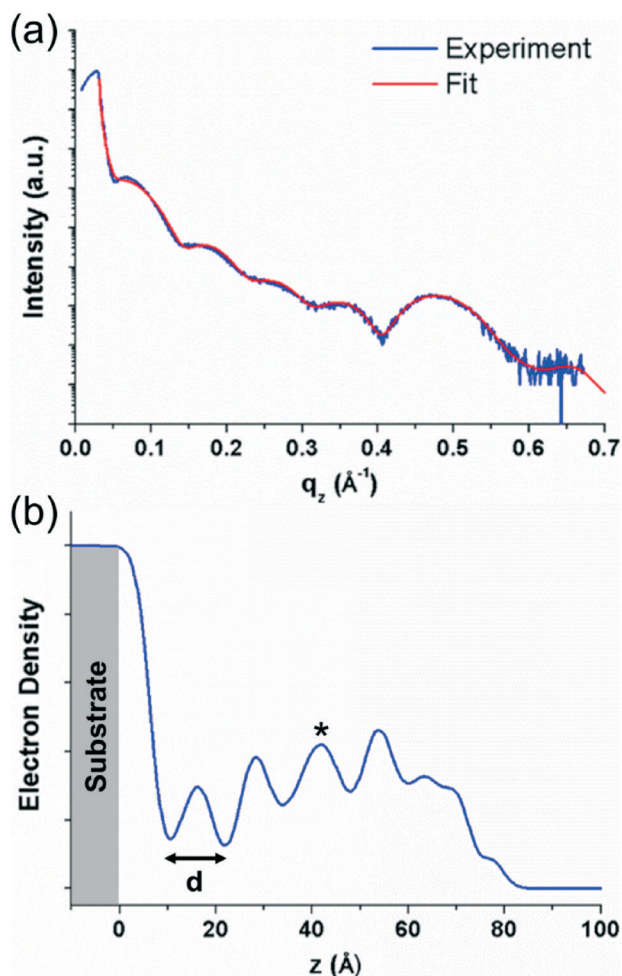 (a)
Experiment
Fit
Intensity (a.u.)
0.0 0.1 0.2 0.3 0.4 0.5 0.6 0.7
q_z (Å⁻¹)
(b)
Electron Density
Substrate
*
d
0 20 40 60 80 100
z (Å)